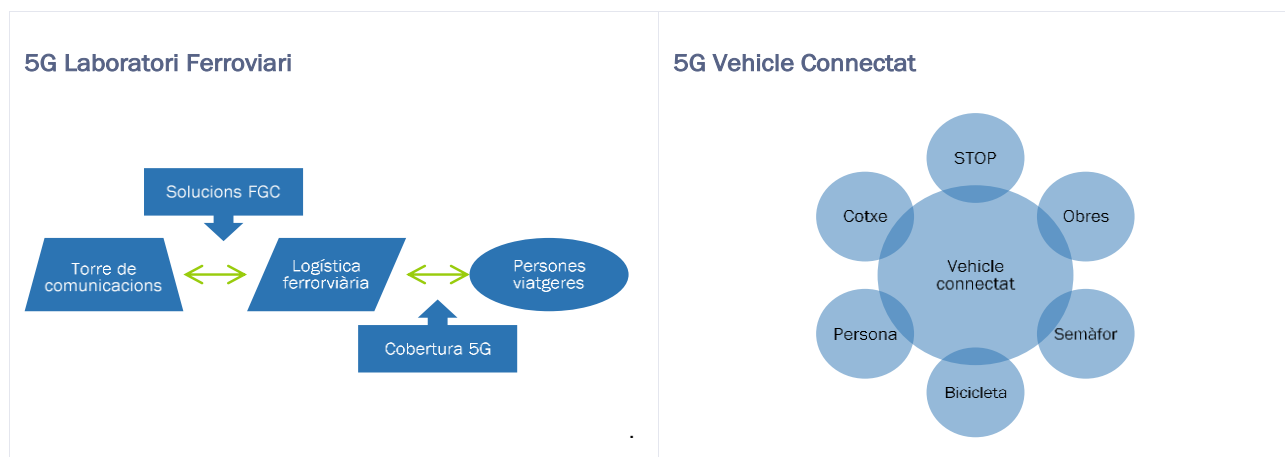 5G Laboratori Ferroviari
Solucions FGC
Torre de
comunicacions
Logística
ferrorviària
Persones
viatgeres
Cobertura 5G
.
5G Vehicle Connectat
STOP
Cotxe
Obres
Vehicle
connectat
Persona
Semàfor
Bicicleta